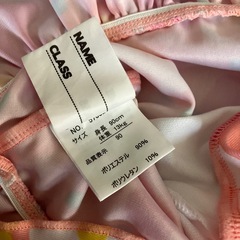 NAME
CLASS
NO.
サイズ 身長 90cm
体重 13kg
90
品質表示
ポリエステル 90%
ポリウレタン 10%